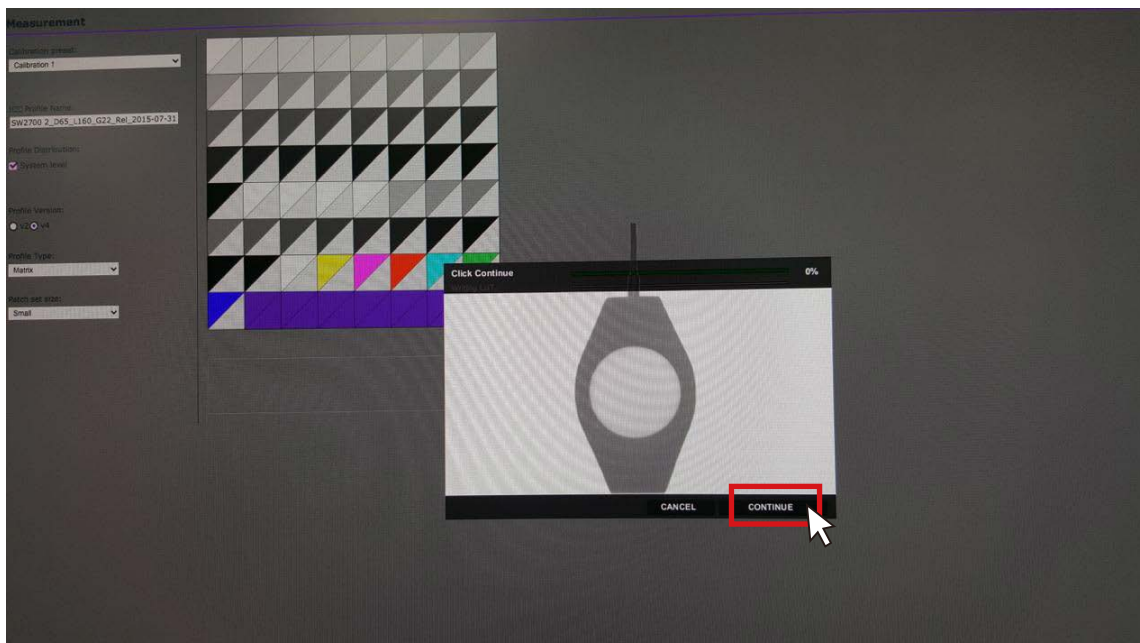 Measurement
Calibration preset:
Calibration 1
ICC Profile Name:
SW2700 2_D65_L160_G22_Rel_2015-07-31
Profile Distribution:
System level
Profile Version:
v2 v4
Profile Type:
Matrix
Patch set size:
Small
Click Continue
0%
CANCEL
CONTINUE